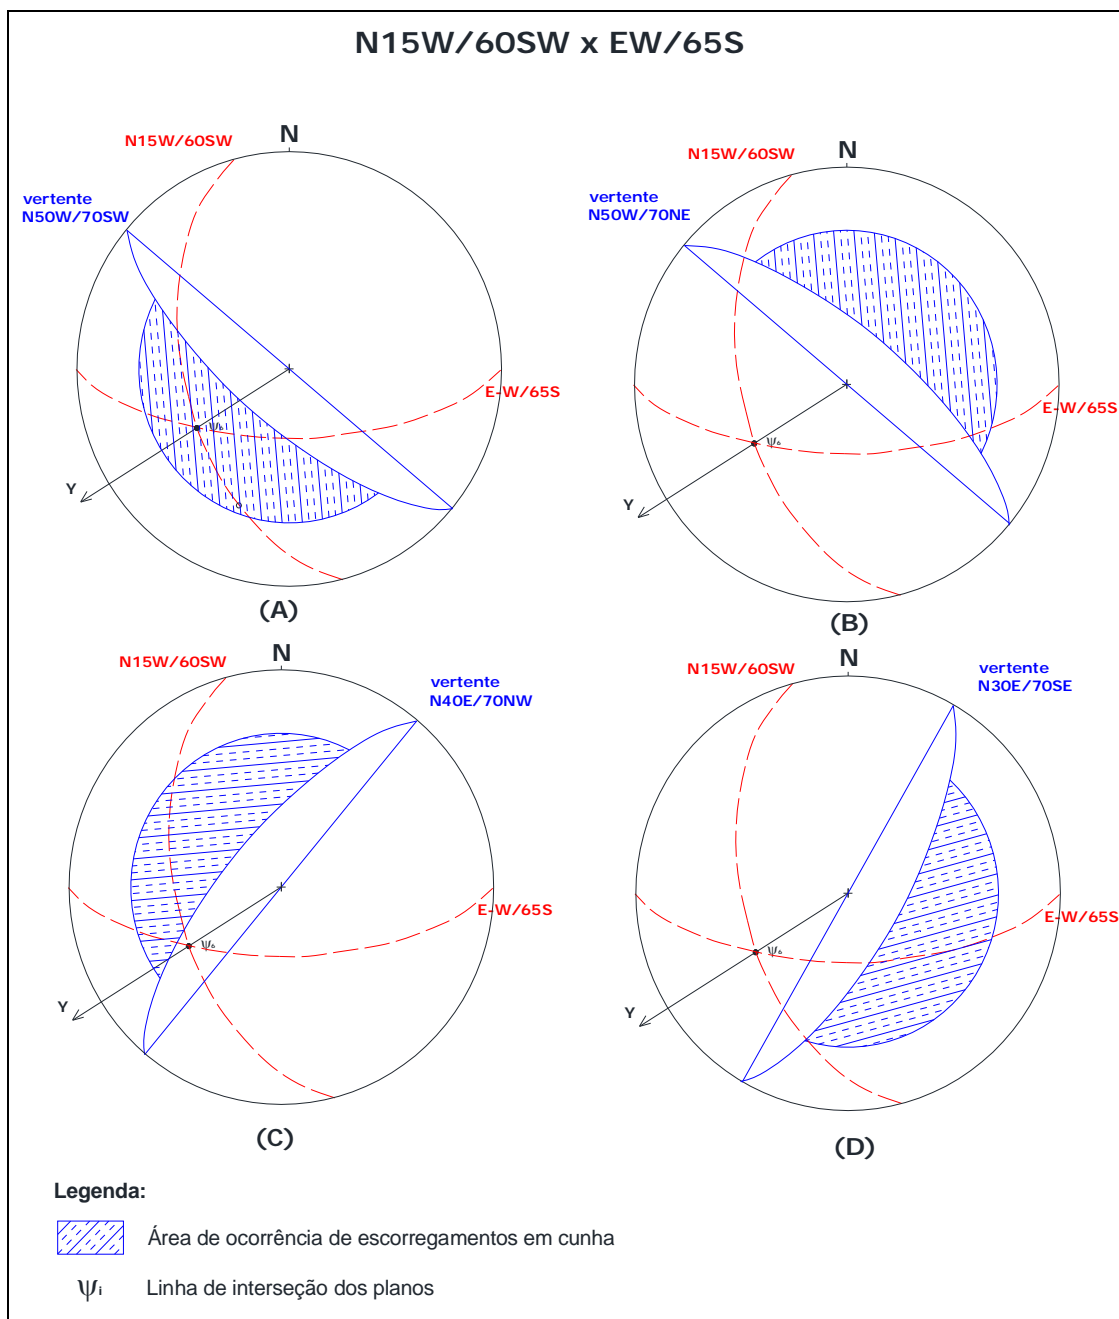 N15W/60SW x EW/65S
N15W/60SW
N
vertente
N50W/70SW
E-W/65S
Y
(A)
N15W/60SW
N
vertente
N50W/70NE
E-W/65S
Y
(B)
N15W/60SW
N
vertente
N40E/70NW
E-W/65S
Y
(C)
N15W/60SW
N
vertente
N30E/70SE
E-W/65S
Y
(D)
Legenda:
Área de ocorrência de escorregamentos em cunha
Ψi Linha de interseção dos planos